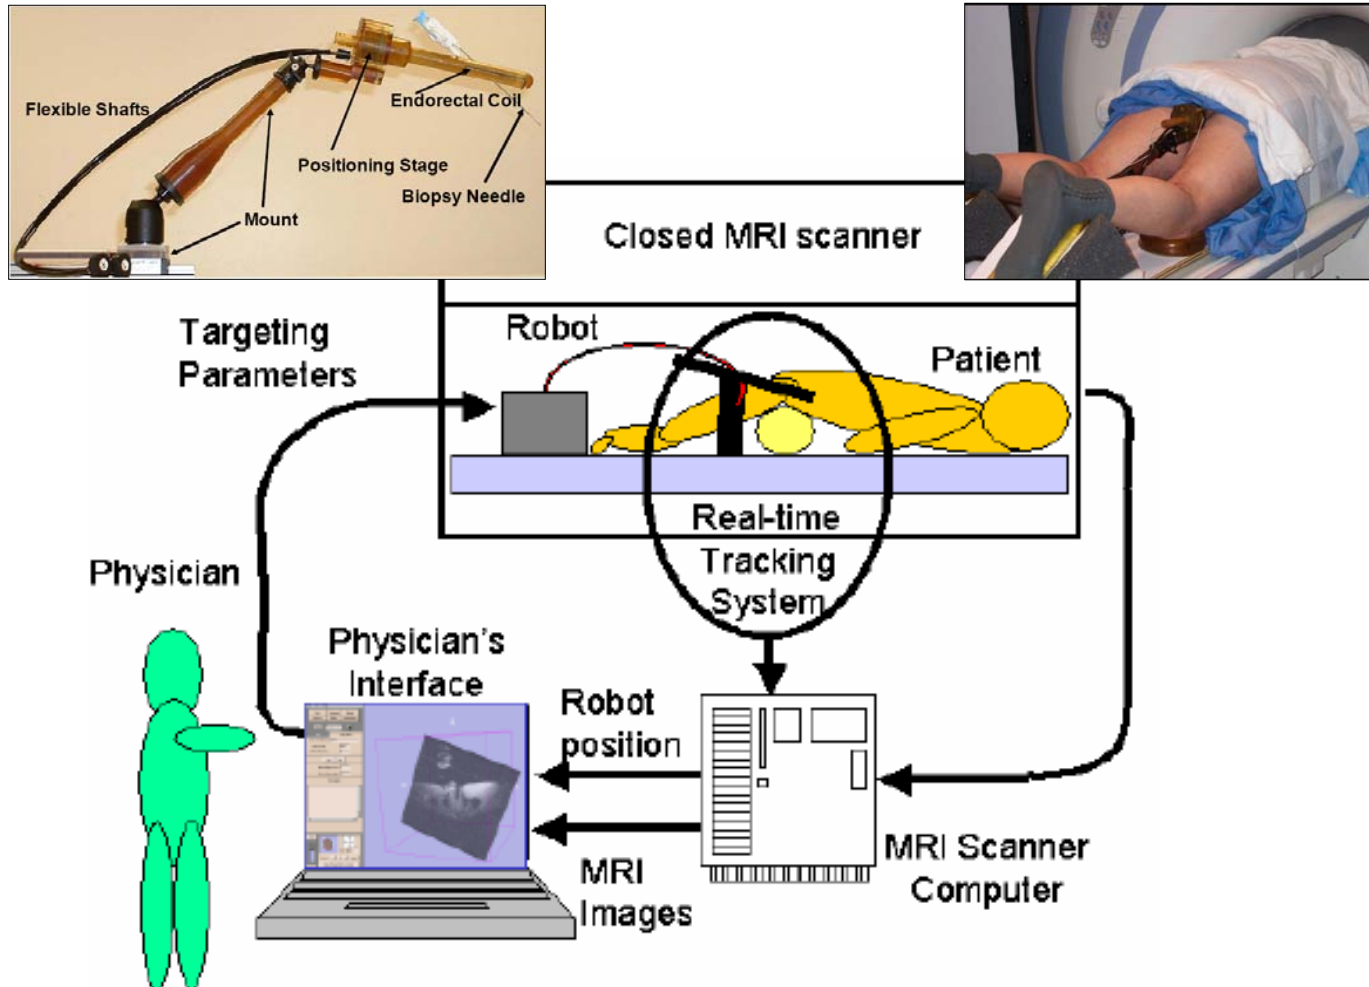 Flexible Shafts
Endorectal Coil
Positioning Stage
Biopsy Needle
Mount
Closed MRI scanner
Targeting
Parameters
Robot
Patient
Real-time
Tracking
System
Physician
Physician's
Interface
Robot
position
MRI
Images
MRI Scanner
Computer